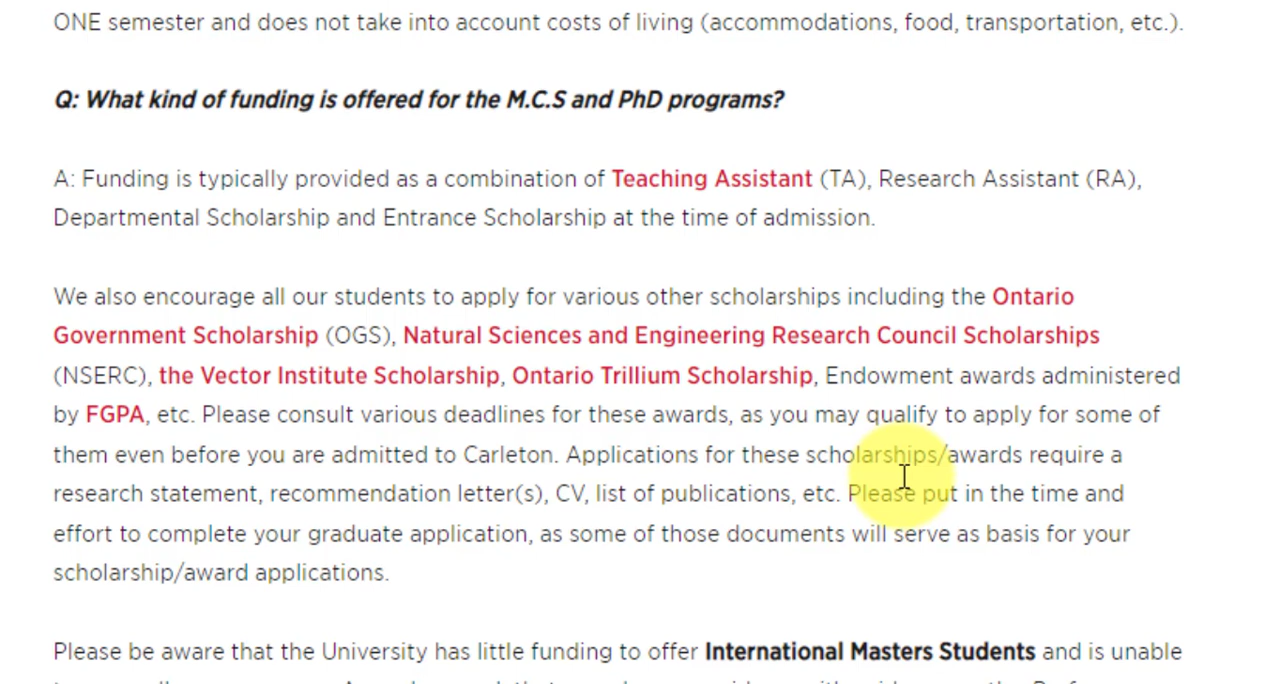 ONE semester and does not take into account costs of living (accommodations, food, transportation, etc.).
Q: What kind of funding is offered for the M.C.S and PhD programs?
A: Funding is typically provided as a combination of Teaching Assistant (TA), Research Assistant (RA),
Departmental Scholarship and Entrance Scholarship at the time of admission.
We also encourage all our students to apply for various other scholarships including the Ontario
Government Scholarship (OGS), Natural Sciences and Engineering Research Council Scholarships
(NSERC), the Vector Institute Scholarship, Ontario Trillium Scholarship, Endowment awards administered
by FGPA, etc. Please consult various deadlines for these awards, as you may qualify to apply for some of
them even before you are admitted to Carleton. Applications for these scholarships/awards require a
research statement, recommendation letter(s), CV, list of publications, etc. Please put in the time and
effort to complete your graduate application, as some of those documents will serve as basis for your
scholarship/award applications.
Please be aware that the University has little funding to offer International Masters Students and is unable